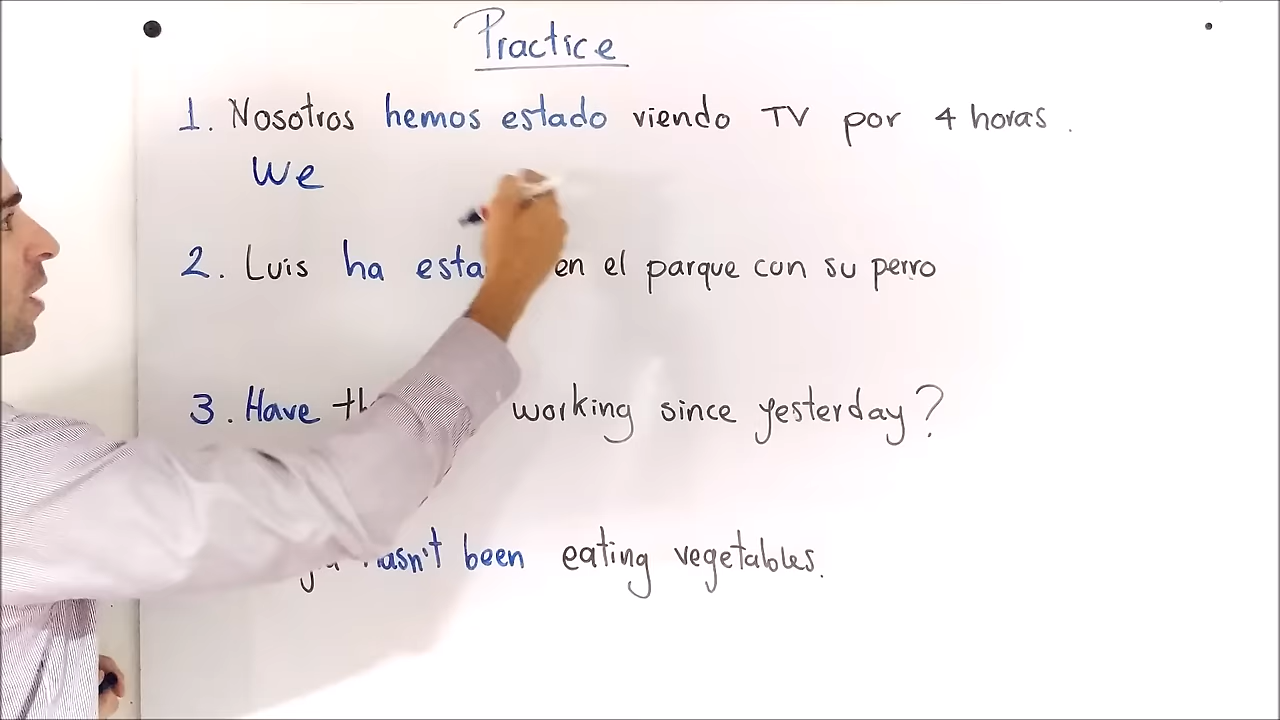 Practice
1. Nosotros hemos estado viendo TV por 4 horas.
We
2. Luis ha en el parque con su perro
3. Have working since yesterday?
hasn't been eating vegetables.